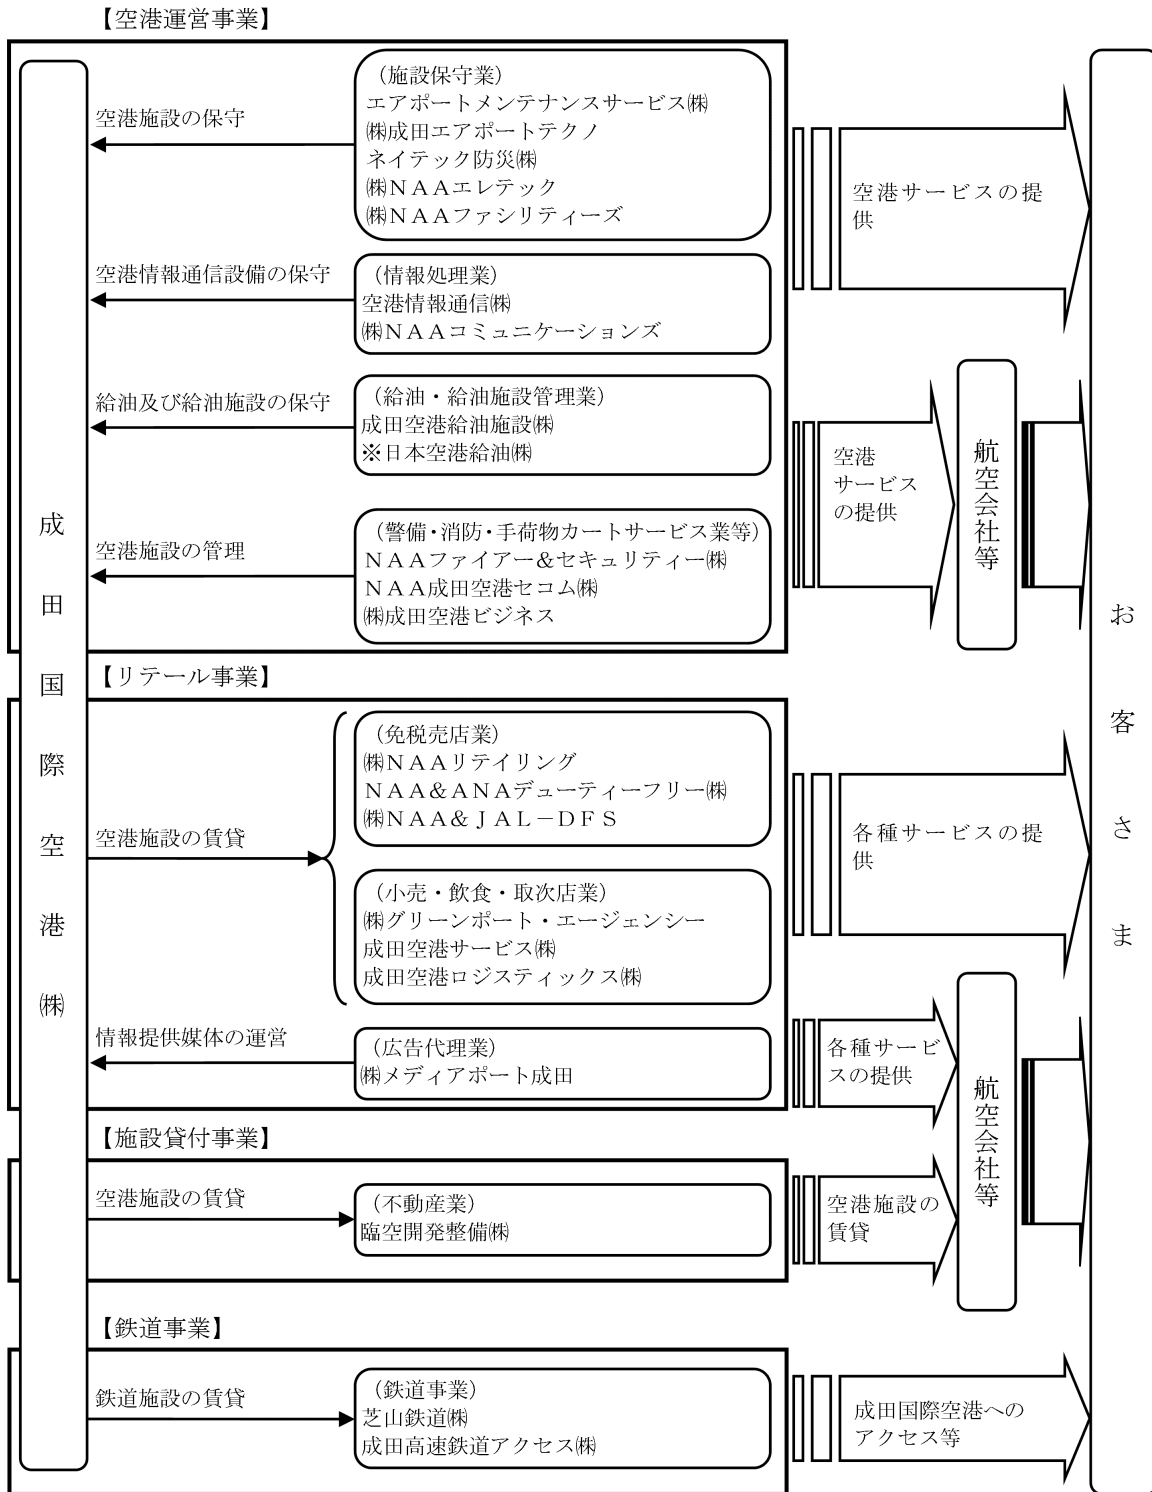 【空港運営事業】
空港施設の保守
（施設保守業）
エアポートメンテナンスサービス㈱
㈱成田エアポートテクノ
ネイテック防災㈱
㈱ＮＡＡエレテック
㈱ＮＡＡファシリティーズ
空港サービスの提
供
空港情報通信設備の保守
（情報処理業）
空港情報通信㈱
㈱ＮＡＡコミュニケーションズ
給油及び給油施設の保守
（給油・給油施設管理業）
成田空港給油施設㈱
※日本空港給油㈱
空港
サービス
の提供
航空会社等
空港施設の管理
（警備・消防・手荷物カートサービス業等）
ＮＡＡファイアー＆セキュリティー㈱
ＮＡＡ成田空港セコム㈱
㈱成田空港ビジネス
成田国際空港㈱
お客さま
【リテール事業】
空港施設の賃貸
（免税売店業）
㈱ＮＡＡリテイリング
ＮＡＡ＆ＡＮＡデューティーフリー㈱
㈱ＮＡＡ＆ＪＡＬ－ＤＦＳ
各種サービスの提
供
（小売・飲食・取次店業）
㈱グリーンポート・エージェンシー
成田空港サービス㈱
成田空港ロジスティックス㈱
情報提供媒体の運営
（広告代理業）
㈱メディアポート成田
各種サービ
スの提供
航空会社等
【施設貸付事業】
空港施設の賃貸
（不動産業）
臨空開発整備㈱
空港施設の
賃貸
【鉄道事業】
鉄道施設の賃貸
（鉄道事業）
芝山鉄道㈱
成田高速鉄道アクセス㈱
成田国際空港への
アクセス等